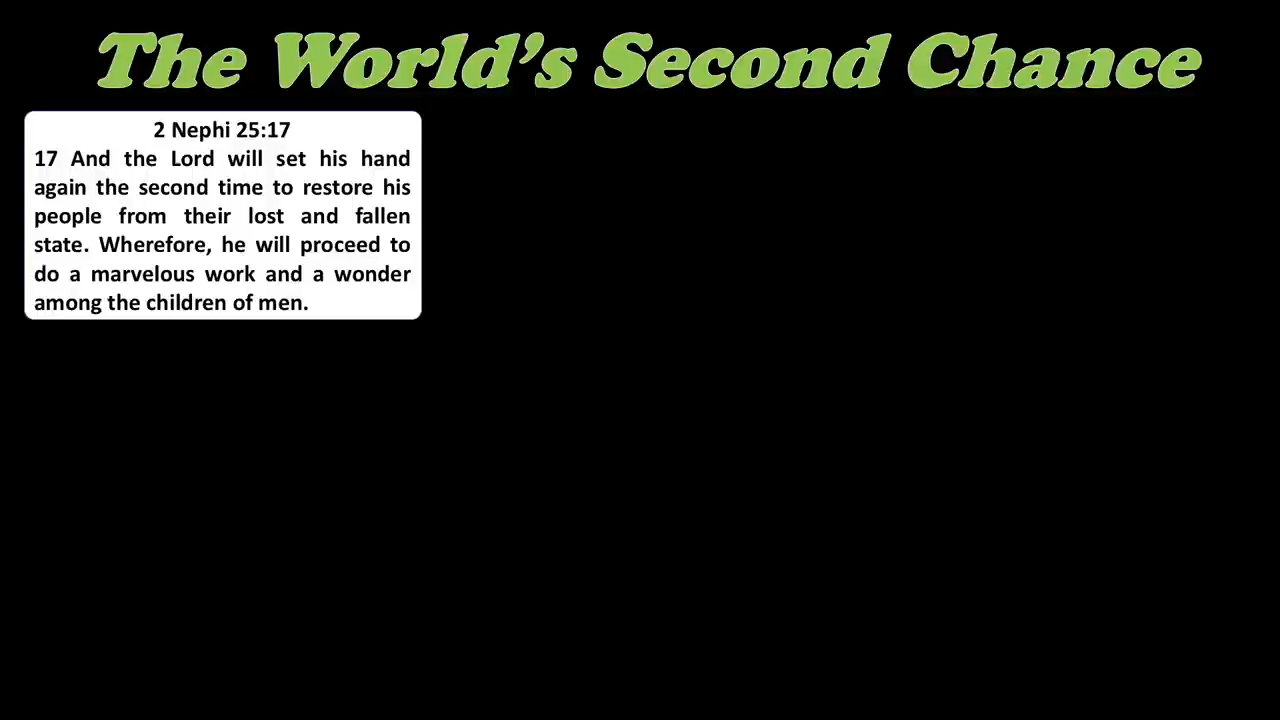 The World’s Second Chance
2 Nephi 25:17
17 And the Lord will set his hand
again the second time to restore his
people from their lost and fallen
state. Wherefore, he will proceed to
do a marvelous work and a wonder
among the children of men.